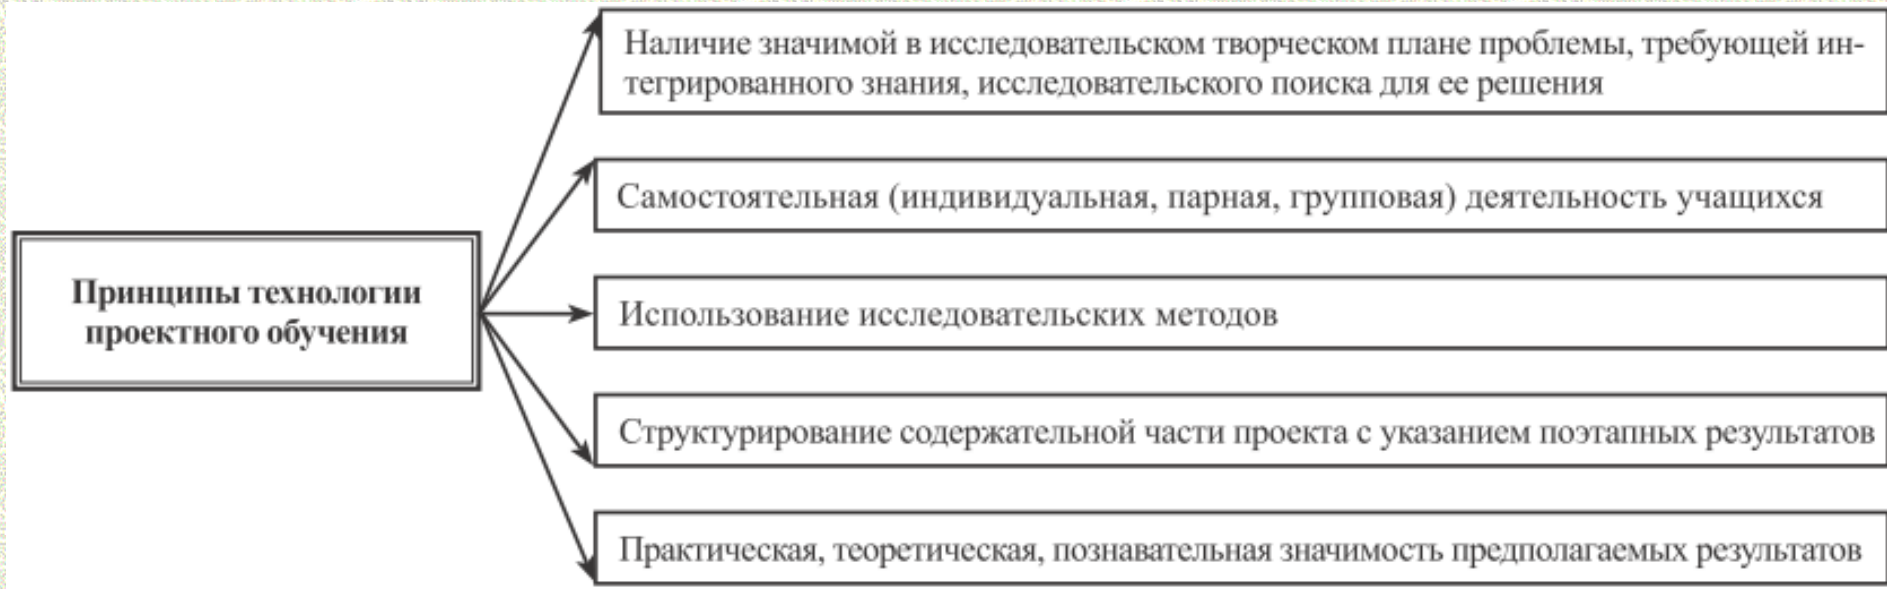 Принципы технологии
проектного обучения
Наличие значимой в исследовательском творческом плане проблемы, требующей ин-
тегрированного знания, исследовательского поиска для ее решения
Самостоятельная (индивидуальная, парная, групповая) деятельность учащихся
Использование исследовательских методов
Структурирование содержательной части проекта с указанием поэтапных результатов
Практическая, теоретическая, познавательная значимость предполагаемых результатов